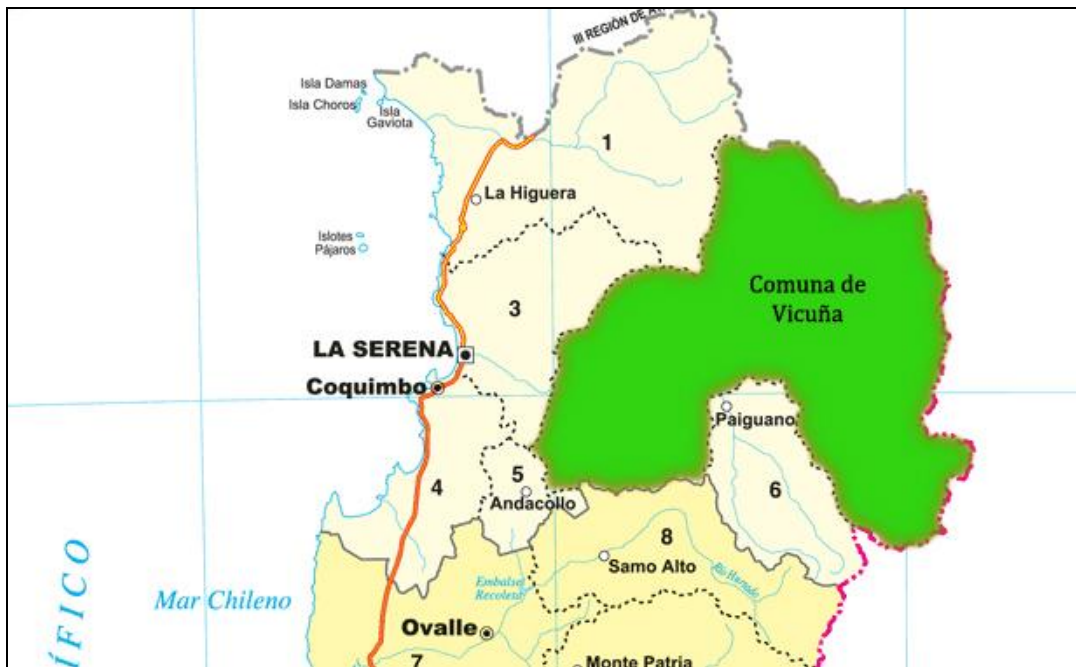 III REGIÓN DE
Isla Damas
Isla Choros
Isla
Gaviota
1
La Higuera
Islotes
Pájaros
Comuna de
Vicuña
3
LA SERENA
Coquimbo
Paiguano
5
4
6
Andacollo
8
Samo Alto
Río Hurtado
Embalse
Recoleta
Mar Chileno
ÍFICO
Ovalle
7
Monte Patria